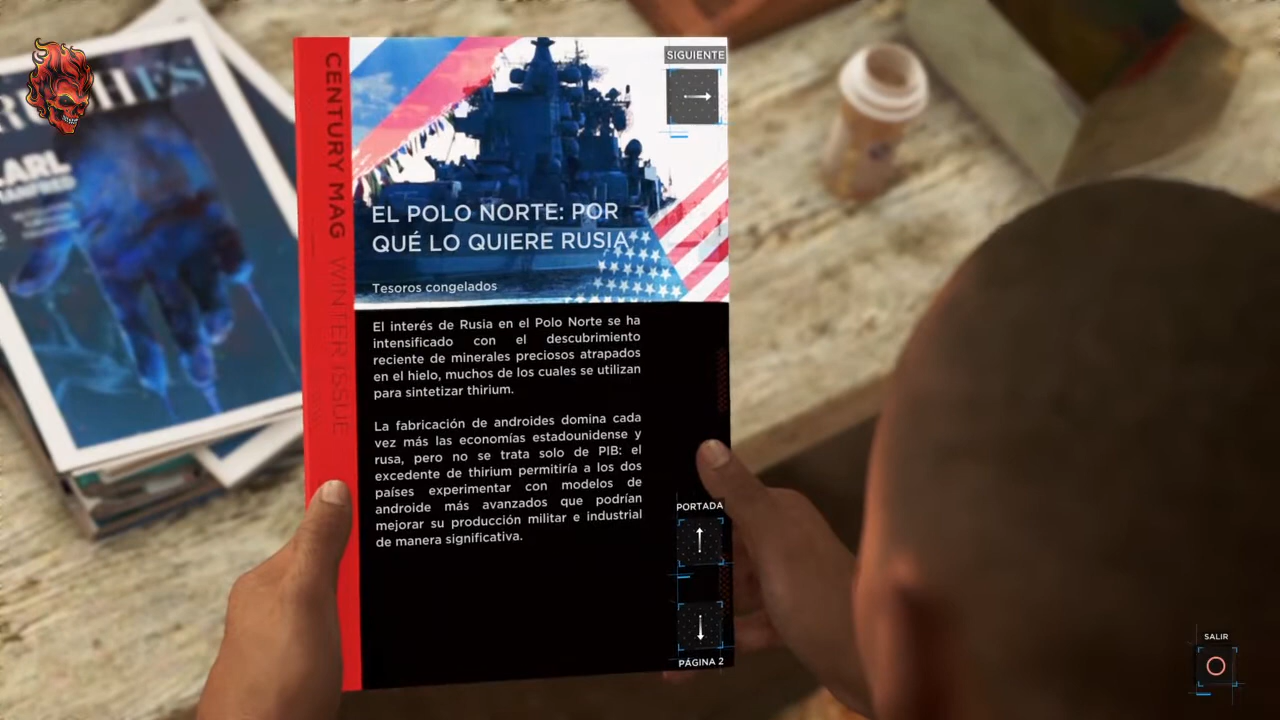 CENTURY MAG WINTER ISSUE
SIGUIENTE
EL POLO NORTE: POR
QUÉ LO QUIERE RUSIA
Tesoros congelados
El interés de Rusia en el Polo Norte se ha
intensificado con el descubrimiento
reciente de minerales preciosos atrapados
en el hielo, muchos de los cuales se utilizan
para sintetizar thirium.
La fabricación de androides domina cada
vez más las economías estadounidense y
rusa, pero no se trata solo de PIB: el
excedente de thirium permitiría a los dos
países experimentar con modelos de
androide más avanzados que podrían
mejorar su producción militar e industrial
de manera significativa.
PORTADA
PÁGINA 2
SALIR